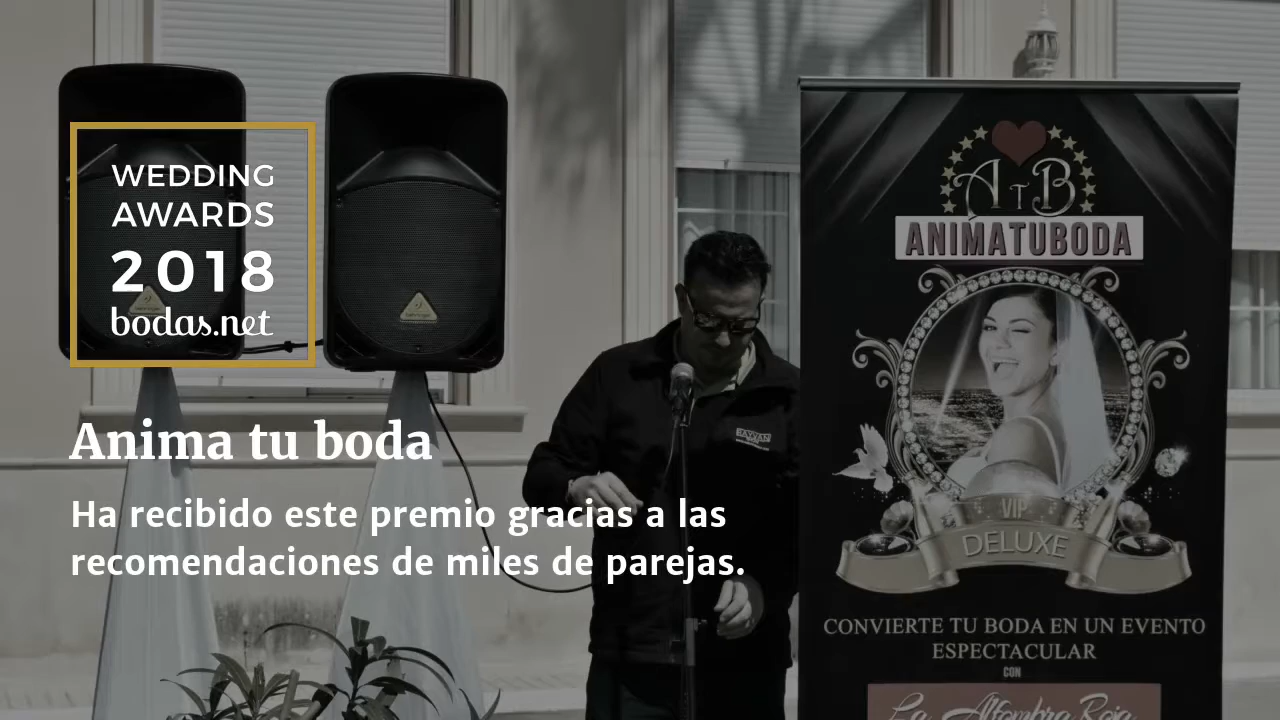 WEDDING
AWARDS
2018
bodas.net
Anima tu boda
Ha recibido este premio gracias a las
recomendaciones de miles de parejas.
ATB
ANIMATUBODA
VIP
DELUXE
CONVIERTE TU BODA EN UN EVENTO
ESPECTACULAR
CON
La Alfombra Roja